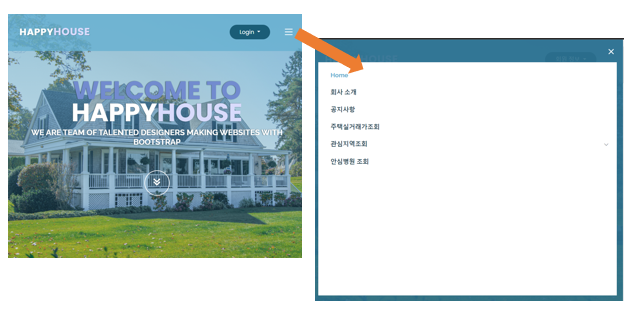 HAPPYHOUSE
Login
WELCOME TO
HAPPYHOUSE
WE ARE TEAM OF TALENTED DESIGNERS MAKING WEBSITES WITH
BOOTSTRAP
Home
회사 소개
공지사항
주택실거래가조회
관심지역조회
안심병원 조회